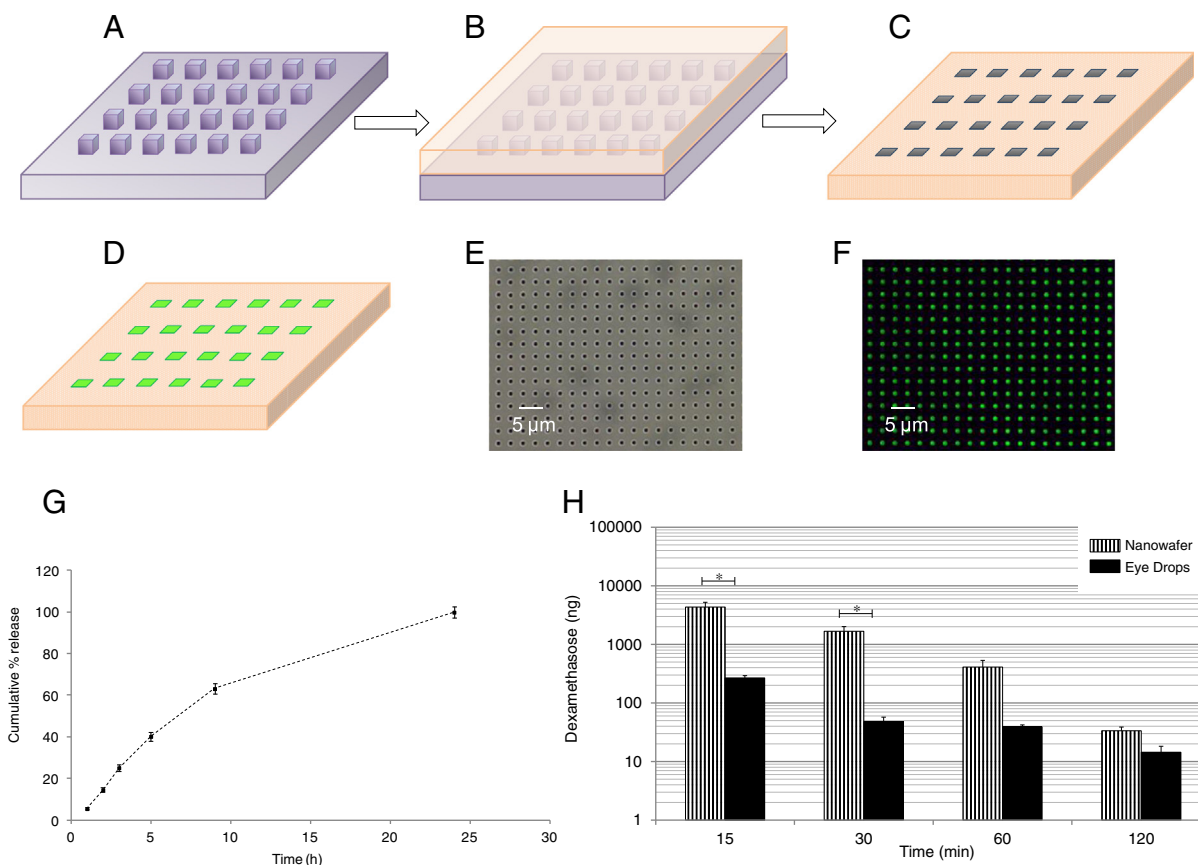 A
B
C
D
E
F
5 µm
5 µm
G
Cumulative % release
120
100
80
60
40
20
0
0 5 10 15 20 25 30
Time (h)
H
Dexamethasose (ng)
100000
10000
1000
100
10
1
* 
*
Nanowafer
Eye Drops
15 30 60 120
Time (min)